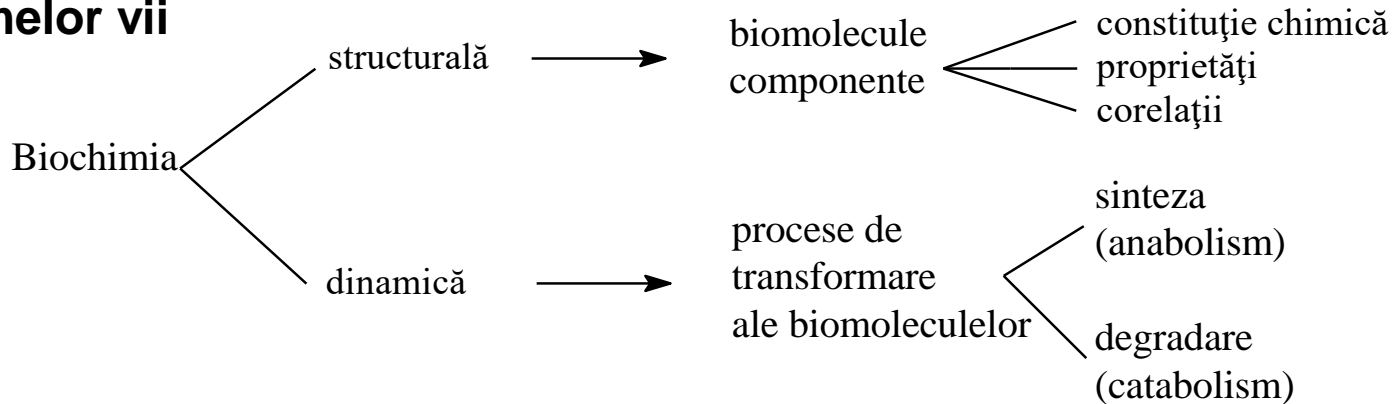 vii
structurală
biomolecule
componente
constituţie chimică
proprietăţi
corelaţii
Biochimia
dinamică
procese de
transformare
ale biomoleculelor
sinteza
(anabolism)
degradare
(catabolism)